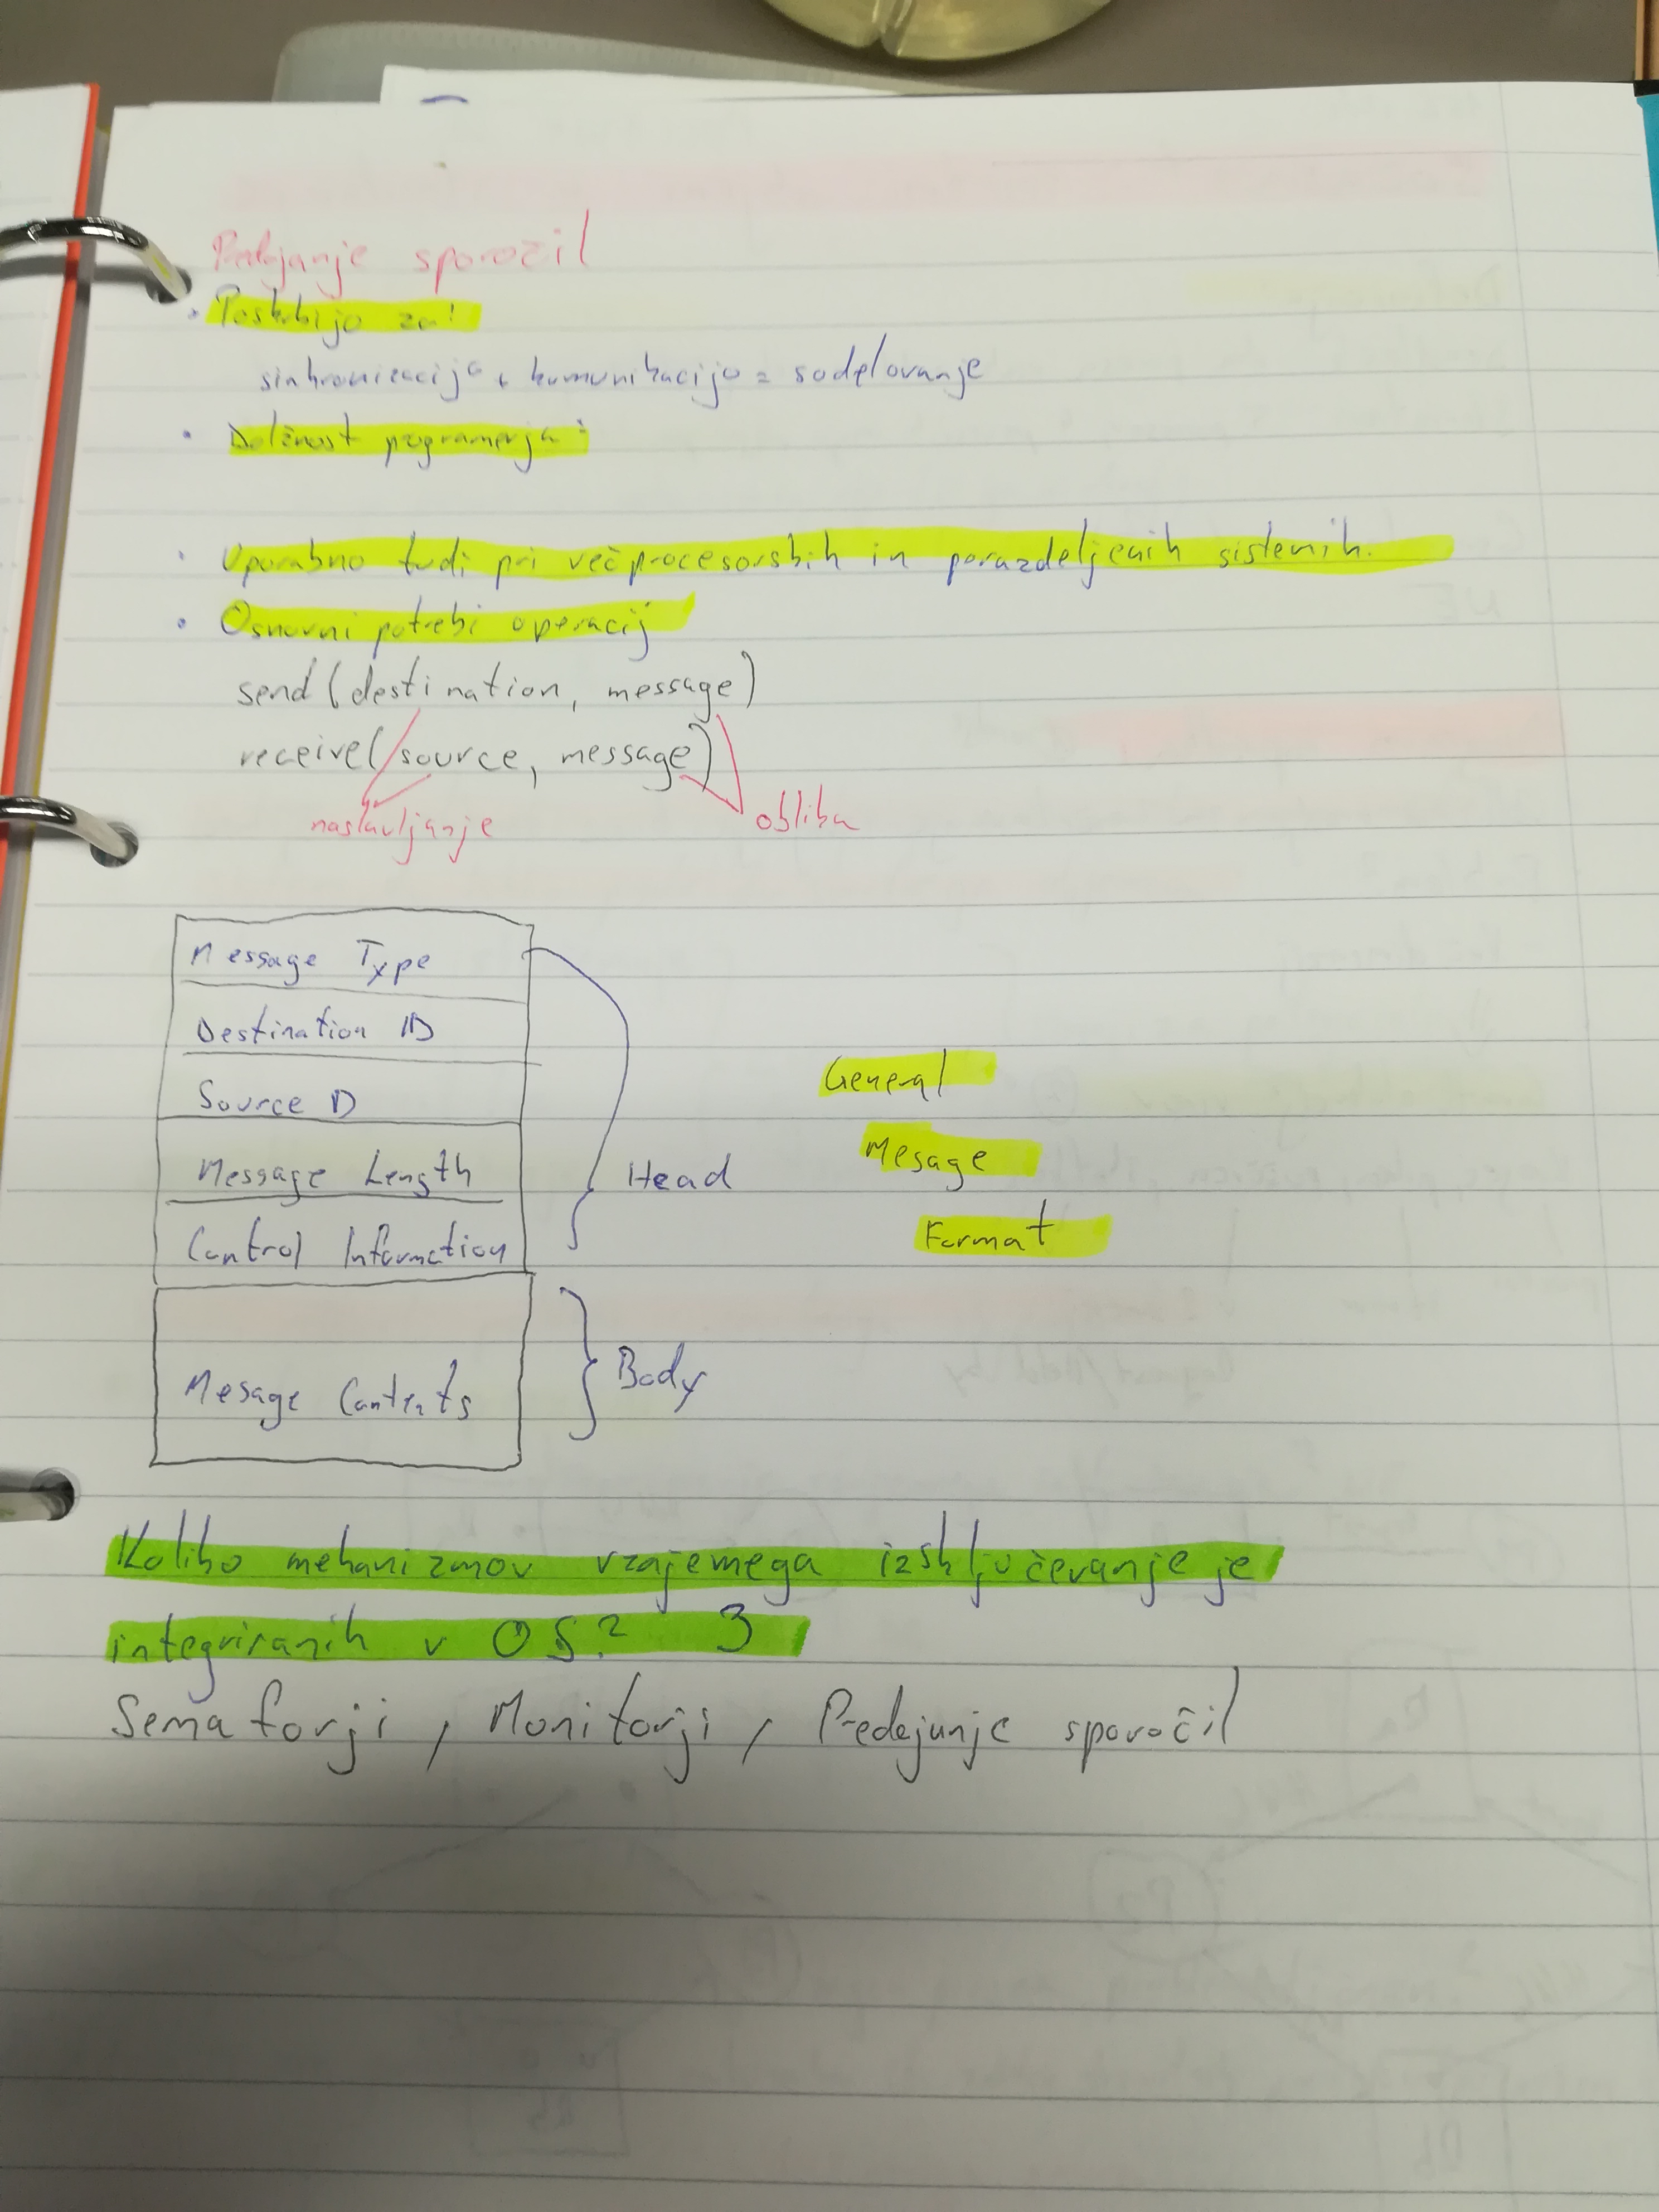 Predajanje sporočil
• Poskrbijo za:
sinhronizacija + komunikacijo = sodelovanje
• Dolžnost programerja:
• Uporabno tudi pri večprocesorskih in porazdeljenih sistemih.
• Osnovni potrebi operacij
send(destination, message)
receive(source, message)
naslavljanje oblika
Message Type
Destination ID
Source ID
General
Message Length
Head
Mesage
Control Information
Format
Mesage Contents
Body
Koliko mehanizmov vzajemega izključevanje je
integriranih v OS? 3
Semaforji, Monitorji, Predajanje sporočil